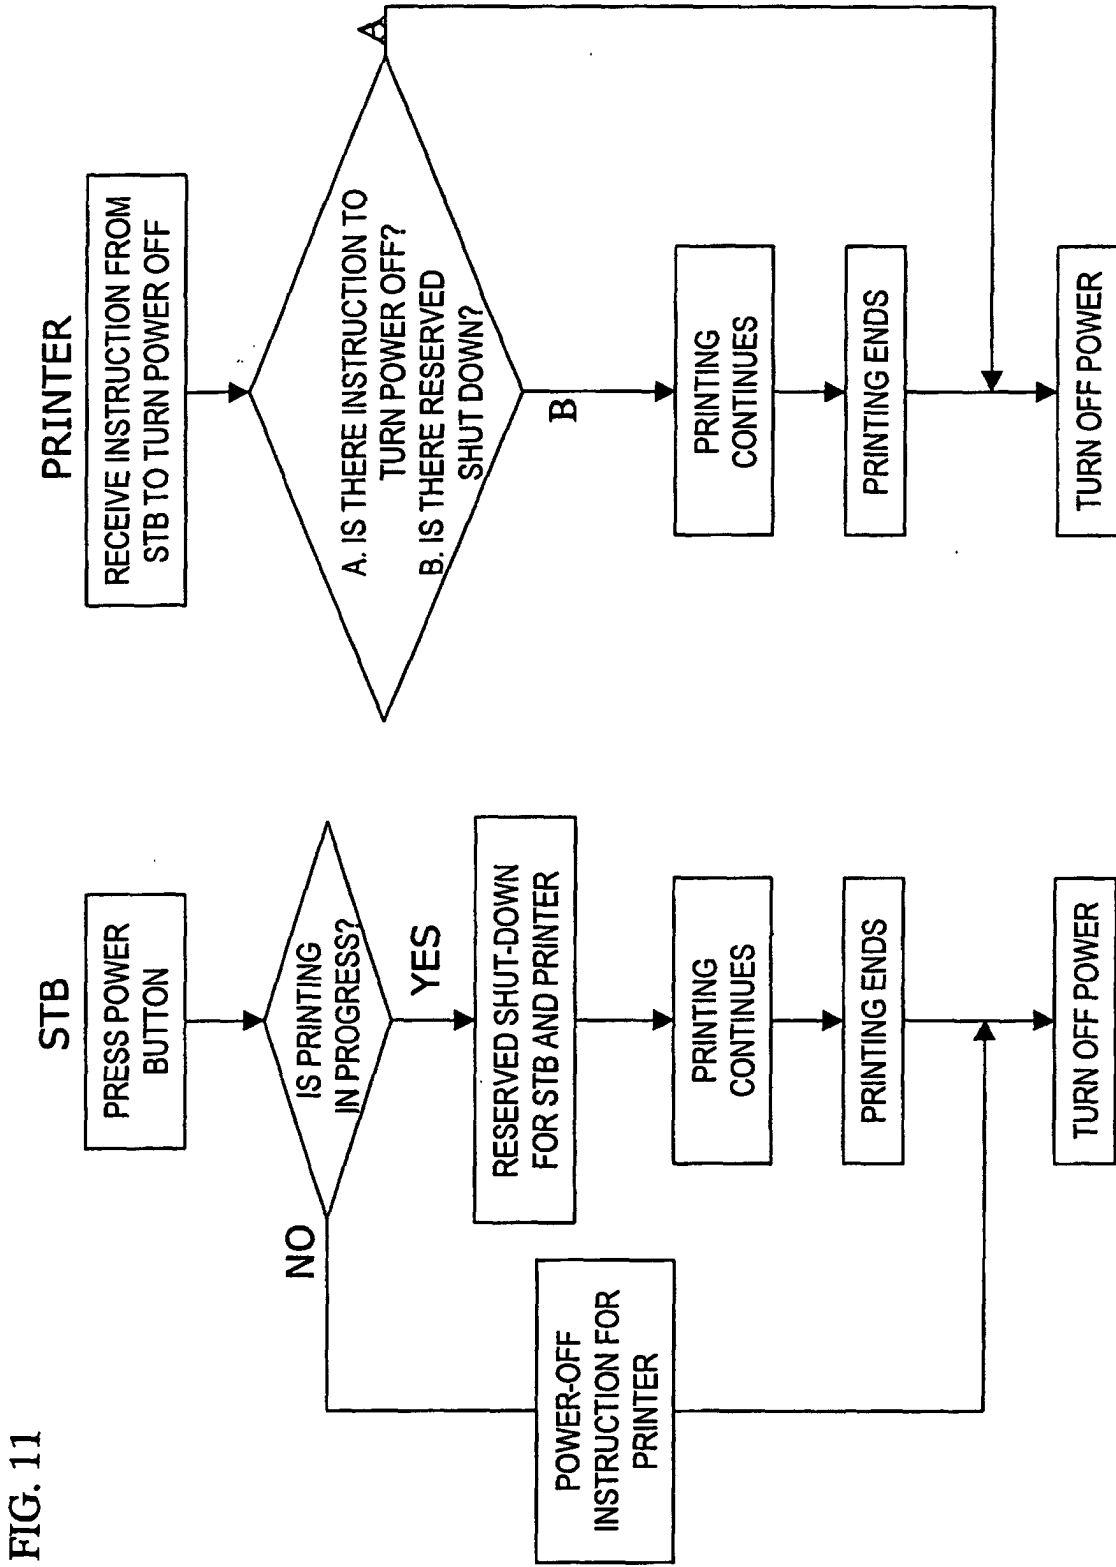 FIG. 11
STB
PRESS POWER
BUTTON
IS PRINTING
IN PROGRESS?
NO
YES
POWER-OFF
INSTRUCTION FOR
PRINTER
RESERVED SHUT-DOWN
FOR STB AND PRINTER
PRINTING
CONTINUES
PRINTING ENDS
TURN OFF POWER
PRINTER
RECEIVE INSTRUCTION FROM
STB TO TURN POWER OFF
A. IS THERE INSTRUCTION TO
TURN POWER OFF?
B. IS THERE RESERVED
SHUT DOWN?
A
B
PRINTING
CONTINUES
PRINTING ENDS
TURN OFF POWER